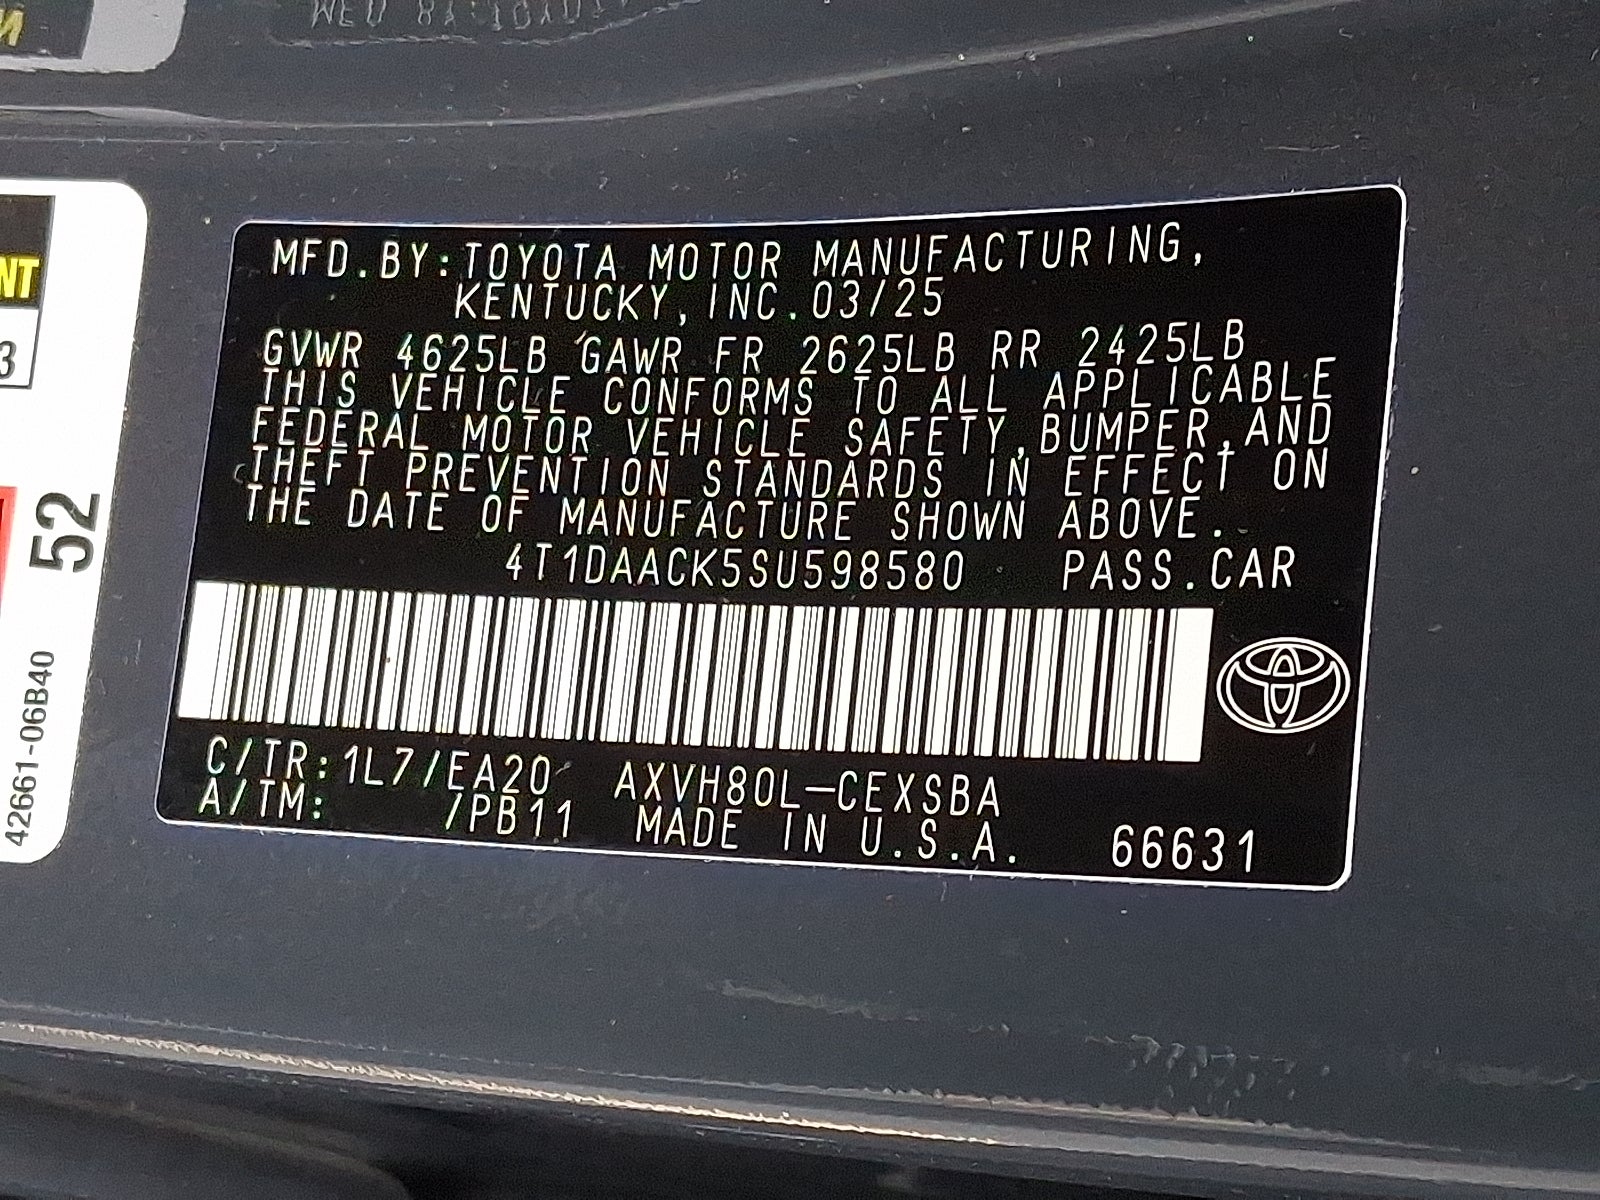 MFD.BY:TOYOTA MOTOR MANUFACTURING,
KENTUCKY,INC.03/25
GVWR 4625LB GAWR FR 2625LB RR 2425LB
THIS VEHICLE CONFORMS TO ALL APPLICABLE
FEDERAL MOTOR VEHICLE SAFETY,BUMPER,AND
THEFT PREVENTION STANDARDS IN EFFECT ON
THE DATE OF MANUFACTURE SHOWN ABOVE.
4T1DAACK5SU598580 PASS.CAR
C/TR:1L7/EA20 AXVH80L-CEXSBA
A/TM: /PB11 MADE IN U.S.A. 66631
NT
3
52
42661-06B40